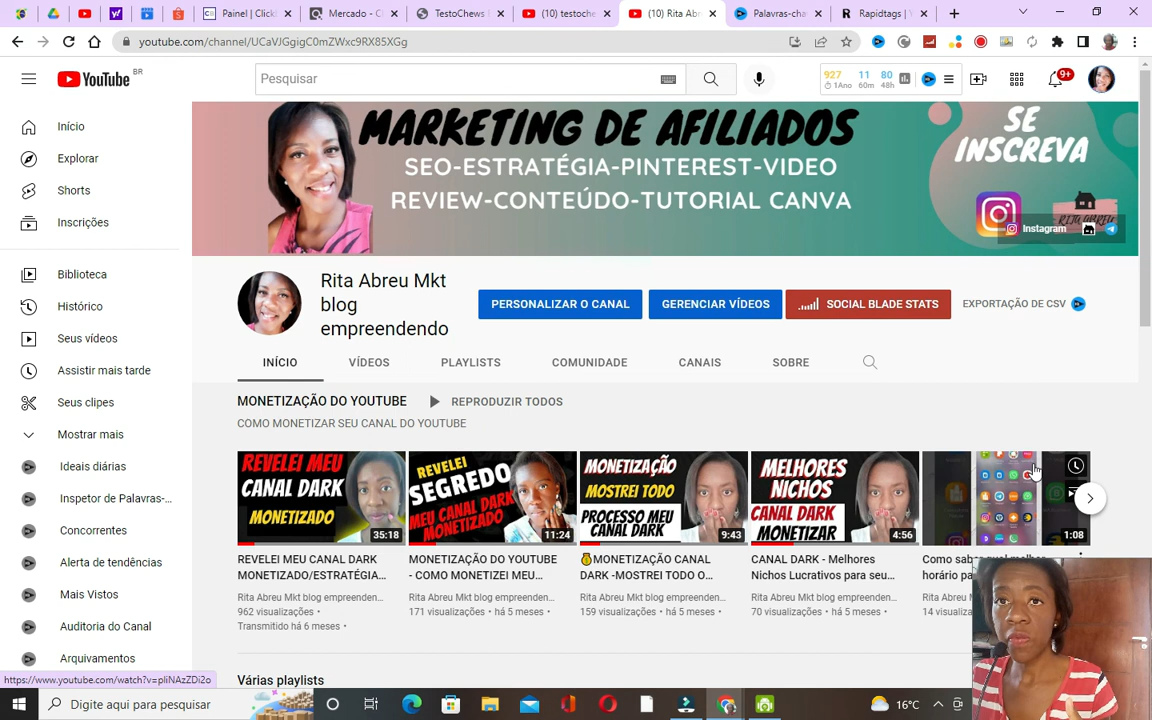 Painel | ClickB
Mercado - Cl
TestoChews E
(10) testoche
(10) Rita Abr
Palavras-cha
Rapidtags | V
youtube.com/channel/UCaVJGgigC0mZWxc9RX85XGg
YouTube BR
Pesquisar
927 11 80
1Ano 60m 48h
9+
Início
Explorar
Shorts
Inscrições
Biblioteca
Histórico
Seus vídeos
Assistir mais tarde
Seus clipes
Mostrar mais
Ideais diárias
Inspetor de Palavras-...
Concorrentes
Alerta de tendências
Mais Vistos
Auditoria do Canal
Arquivamentos
MARKETING DE AFILIADOS
SEO-ESTRATÉGIA-PINTEREST-VIDEO
REVIEW-CONTEÚDO-TUTORIAL CANVA
SE
INSCREVA
RITA ABREU
Instagram
Rita Abreu Mkt
blog
empreendendo
PERSONALIZAR O CANAL
GERENCIAR VÍDEOS
SOCIAL BLADE STATS
EXPORTAÇÃO DE CSV
INÍCIO
VÍDEOS
PLAYLISTS
COMUNIDADE
CANAIS
SOBRE
MONETIZAÇÃO DO YOUTUBE
REPRODUZIR TODOS
COMO MONETIZAR SEU CANAL DO YOUTUBE
REVELEI MEU
CANAL DARK
MONETIZADO
35:18
REVELEI MEU CANAL DARK
MONETIZADO/ESTRATÉGIA...
Rita Abreu Mkt blog empreenden...
962 visualizações •
Transmitido há 6 meses •
REVELEI
SEGREDO
MEU CANAL DARK
MONETIZADO
11:24
MONETIZAÇÃO DO YOUTUBE
- COMO MONETIZEI MEU...
Rita Abreu Mkt blog empreenden...
171 visualizações • há 5 meses •
MONETIZAÇÃO
MOSTREI TODO
PROCESSO MEU
CANAL DARK
9:43
💰MONETIZAÇÃO CANAL
DARK -MOSTREI TODO O...
Rita Abreu Mkt blog empreenden...
159 visualizações • há 5 meses •
MELHORES
NICHOS
CANAL DARK
MONETIZAR
4:56
CANAL DARK - Melhores
Nichos Lucrativos para seu...
Rita Abreu Mkt blog empreenden...
70 visualizações • há 5 meses •
1:08
Como saber qual melhor
horário pa
Rita Abreu M
14 visualizaç
Várias playlists
https://www.youtube.com/watch?v=pliNAzZDi2o
Digite aqui para pesquisar
16°C